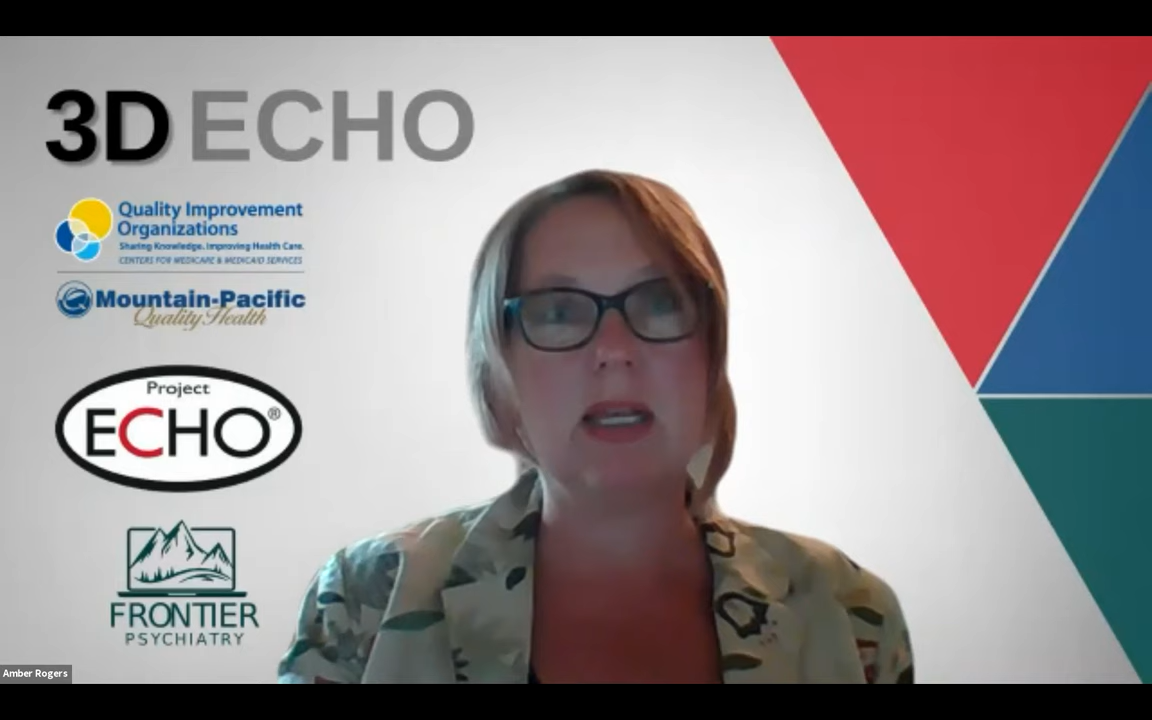 3D ECHO
Quality Improvement
Organizations
Sharing Knowledge. Improving Health Care.
CENTERS FOR MEDICARE & MEDICAID SERVICES
Mountain-Pacific
Quality Health
Project
ECHO®
FRONTIER
PSYCHIATRY
Amber Rogers